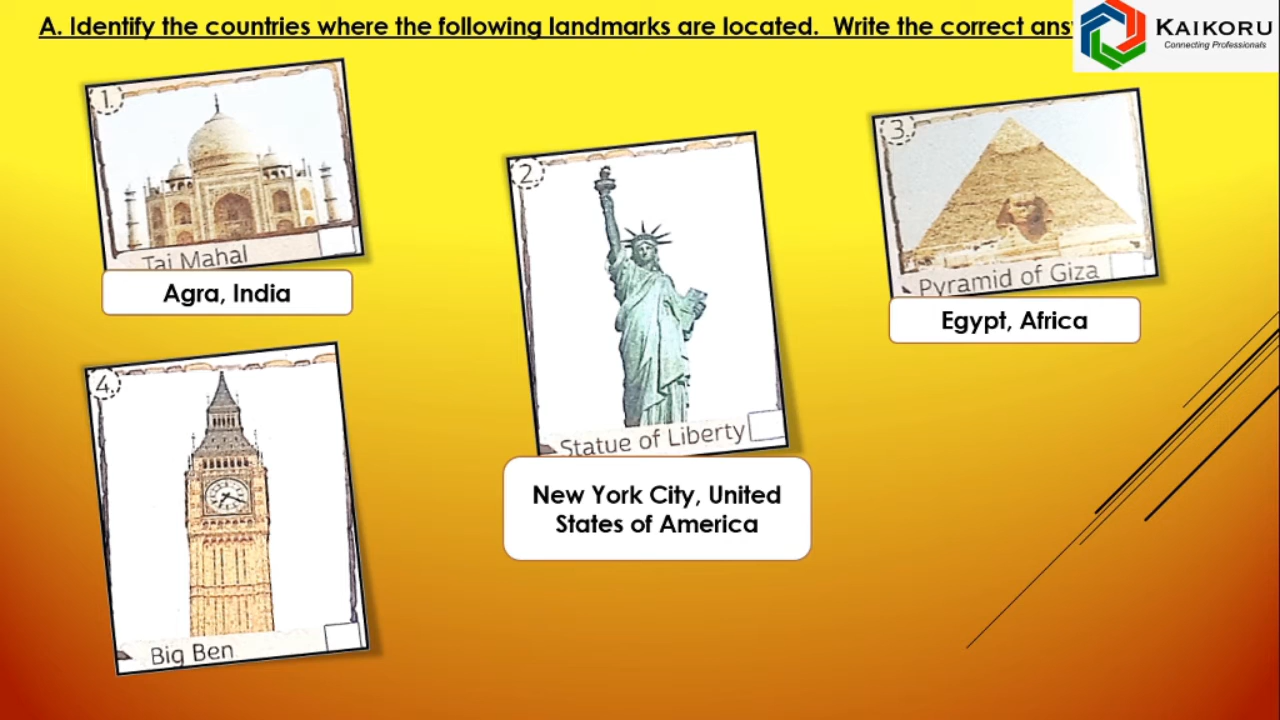 A. Identify the countries where the following landmarks are located. Write the correct
KAIKORU
Connecting Professionals
1.
Taj Mahal
Agra, India
2.
Statue of Liberty
New York City, United
States of America
3.
Pyramid of Giza
Egypt, Africa
4.
Big Ben